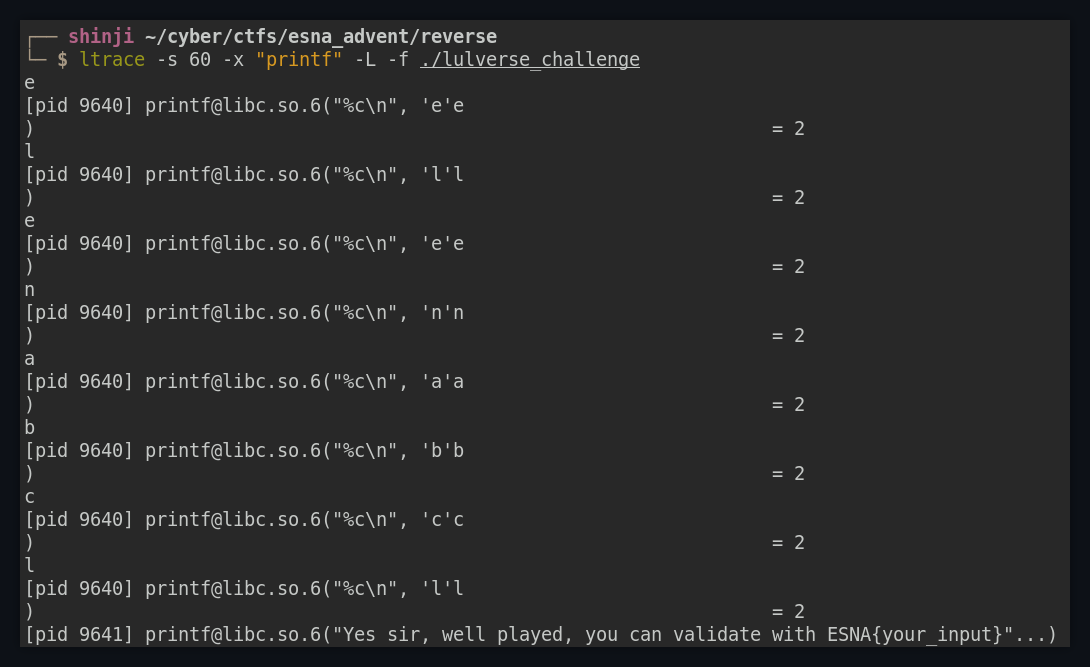 ┌── shinji ~/cyber/ctfs/esna_advent/reverse
└─ $ ltrace -s 60 -x "printf" -L -f ./lulverse_challenge
e
[pid 9640] printf@libc.so.6("%c\n", 'e'e
) = 2
l
[pid 9640] printf@libc.so.6("%c\n", 'l'l
) = 2
e
[pid 9640] printf@libc.so.6("%c\n", 'e'e
) = 2
n
[pid 9640] printf@libc.so.6("%c\n", 'n'n
) = 2
a
[pid 9640] printf@libc.so.6("%c\n", 'a'a
) = 2
b
[pid 9640] printf@libc.so.6("%c\n", 'b'b
) = 2
c
[pid 9640] printf@libc.so.6("%c\n", 'c'c
) = 2
l
[pid 9640] printf@libc.so.6("%c\n", 'l'l
) = 2
[pid 9641] printf@libc.so.6("Yes sir, well played, you can validate with ESNA{your_input}"...)